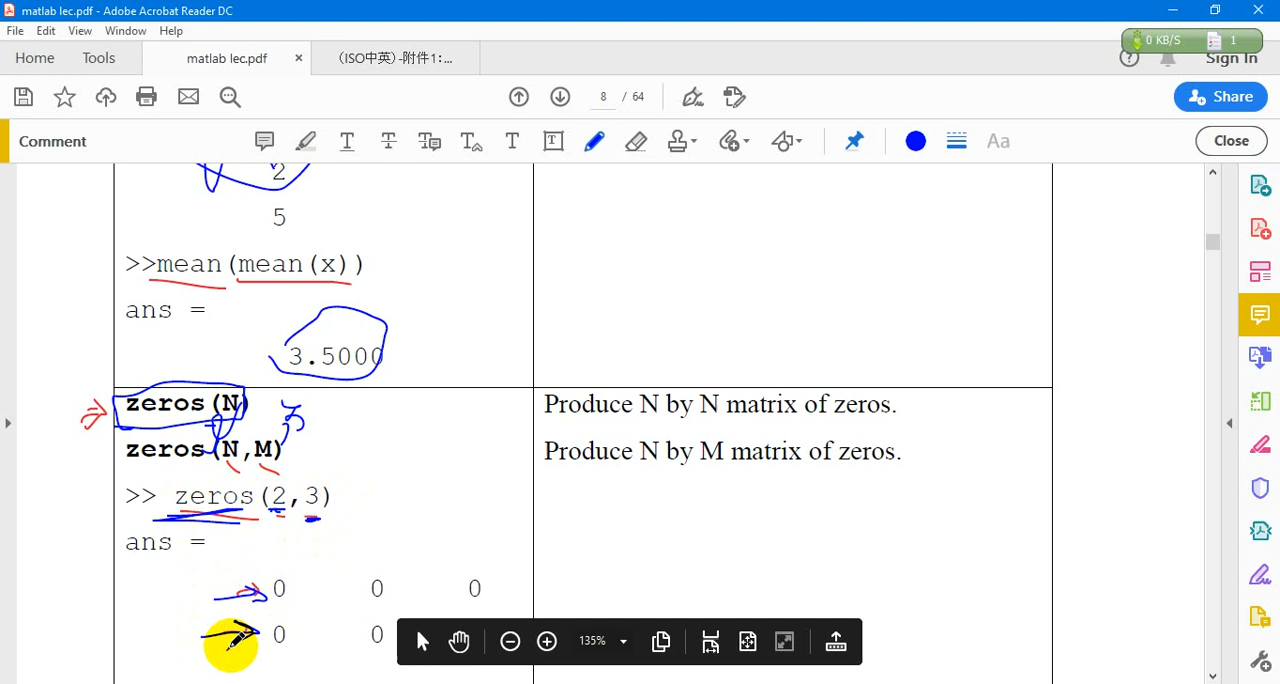 matlab lec.pdf - Adobe Acrobat Reader DC
File Edit View Window Help
0 KB/S 1
Home Tools matlab lec.pdf × (ISO中英)-附件1:... Sign In
8 / 64 Share
Comment Aa Close
2
5
>>mean(mean(x))
ans =
3.5000
zeros(N) Produce N by N matrix of zeros.
zeros(N,M) Produce N by M matrix of zeros.
>> zeros(2,3)
ans =
0 0 0
0 0
135%